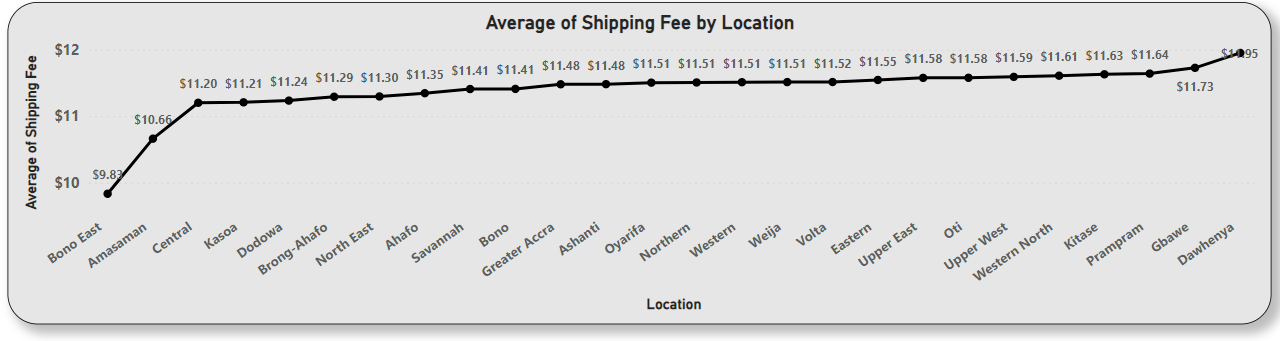 Average of Shipping Fee by Location
Average of Shipping Fee
$12
$11
$10
$9.83
$10.66
$11.20
$11.21
$11.24
$11.29
$11.30
$11.35
$11.41
$11.41
$11.48
$11.48
$11.51
$11.51
$11.51
$11.51
$11.52
$11.55
$11.58
$11.58
$11.59
$11.61
$11.63
$11.64
$11.73
$11.95
Bono East
Amasaman
Central
Kasoa
Dodowa
Brong-Ahafo
North East
Ahafo
Savannah
Bono
Greater Accra
Ashanti
Oyarifa
Northern
Western
Weija
Volta
Eastern
Upper East
Oti
Upper West
Western North
Kitase
Prampram
Gbawe
Dawhenya
Location